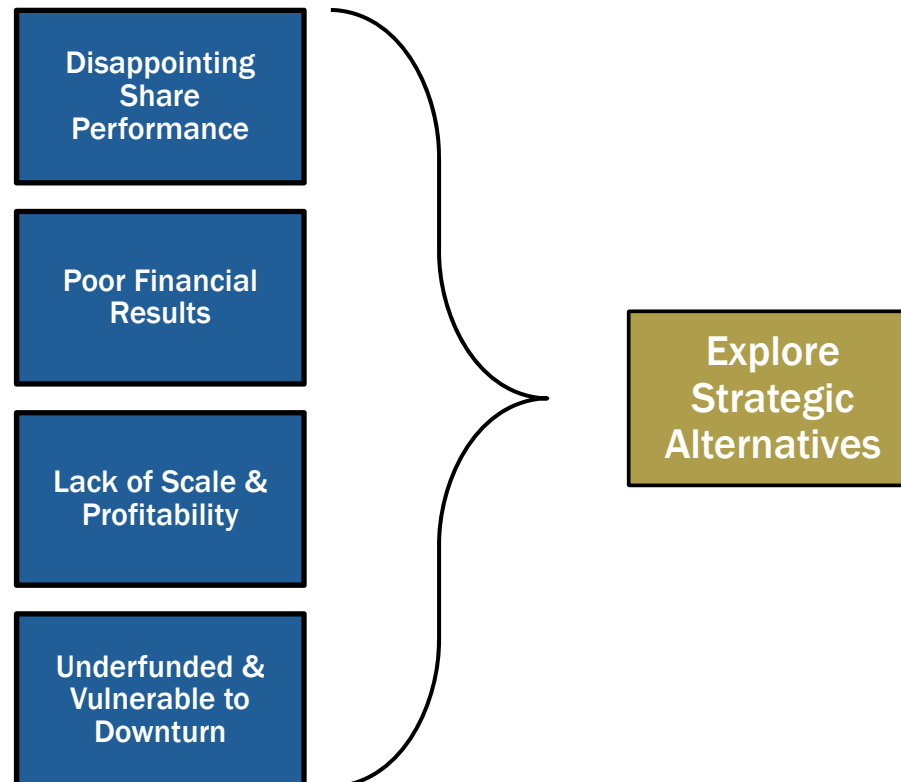 Disappointing
Share
Performance
Poor Financial
Results
Lack of Scale &
Profitability
Underfunded &
Vulnerable to
Downturn
Explore
Strategic
Alternatives